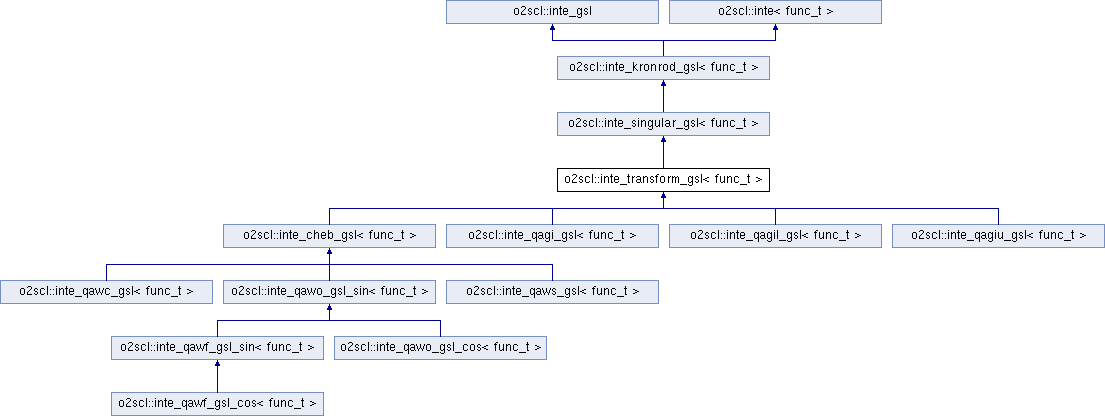 o2scl::inte_gsl
o2scl::inte< func_t >
o2scl::inte_kronrod_gsl< func_t >
o2scl::inte_singular_gsl< func_t >
o2scl::inte_transform_gsl< func_t >
o2scl::inte_cheb_gsl< func_t >
o2scl::inte_qagi_gsl< func_t >
o2scl::inte_qagil_gsl< func_t >
o2scl::inte_qagiu_gsl< func_t >
o2scl::inte_qawc_gsl< func_t >
o2scl::inte_qawo_gsl_sin< func_t >
o2scl::inte_qaws_gsl< func_t >
o2scl::inte_qawf_gsl_sin< func_t >
o2scl::inte_qawo_gsl_cos< func_t >
o2scl::inte_qawf_gsl_cos< func_t >